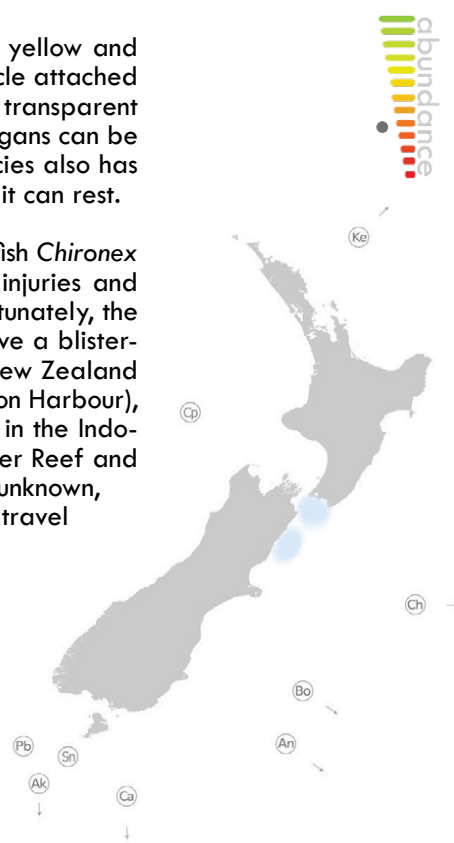 yellow and
cle attached
transparent
gans can be
cies also has
it can rest.
fish Chironex
injuries and
tunately, the
ve a blister-
ew Zealand
on Harbour),
in the Indo-
er Reef and
unknown,
travel
abundance
Ke
Cp
Ch
Bo
An
Pb
Sn
Ak
Ca